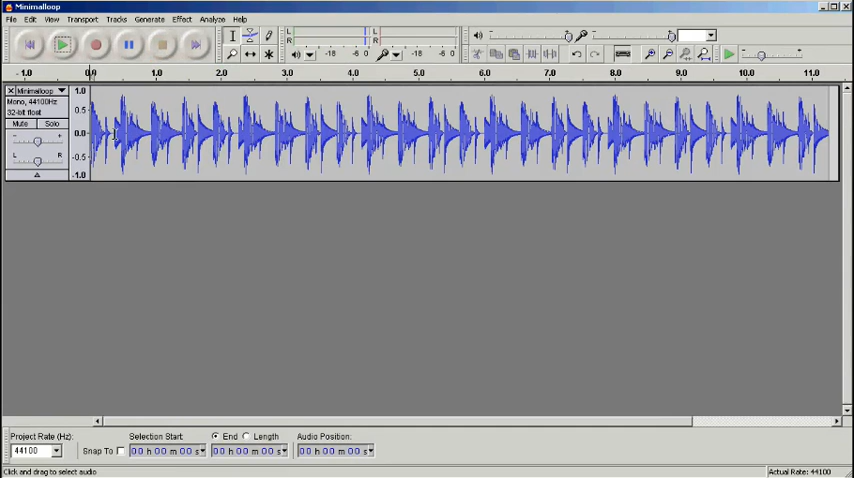 Minimalloop
File Edit View Transport Tracks Generate Effect Analyze Help
L R
L R
-18 -6 0 -18 -6 0
- + - +
- 1.0 0.0 1.0 2.0 3.0 4.0 5.0 6.0 7.0 8.0 9.0 10.0 11.0
Minimalloop
Mono, 44100Hz
32-bit float
Mute Solo
- +
L R
1.0
0.5
0.0
-0.5
-1.0
Project Rate (Hz): Selection Start: End Length Audio Position:
44100 Snap To 00 h 00 m 00 s 00 h 00 m 00 s 00 h 00 m 00 s
Click and drag to select audio Actual Rate: 44100